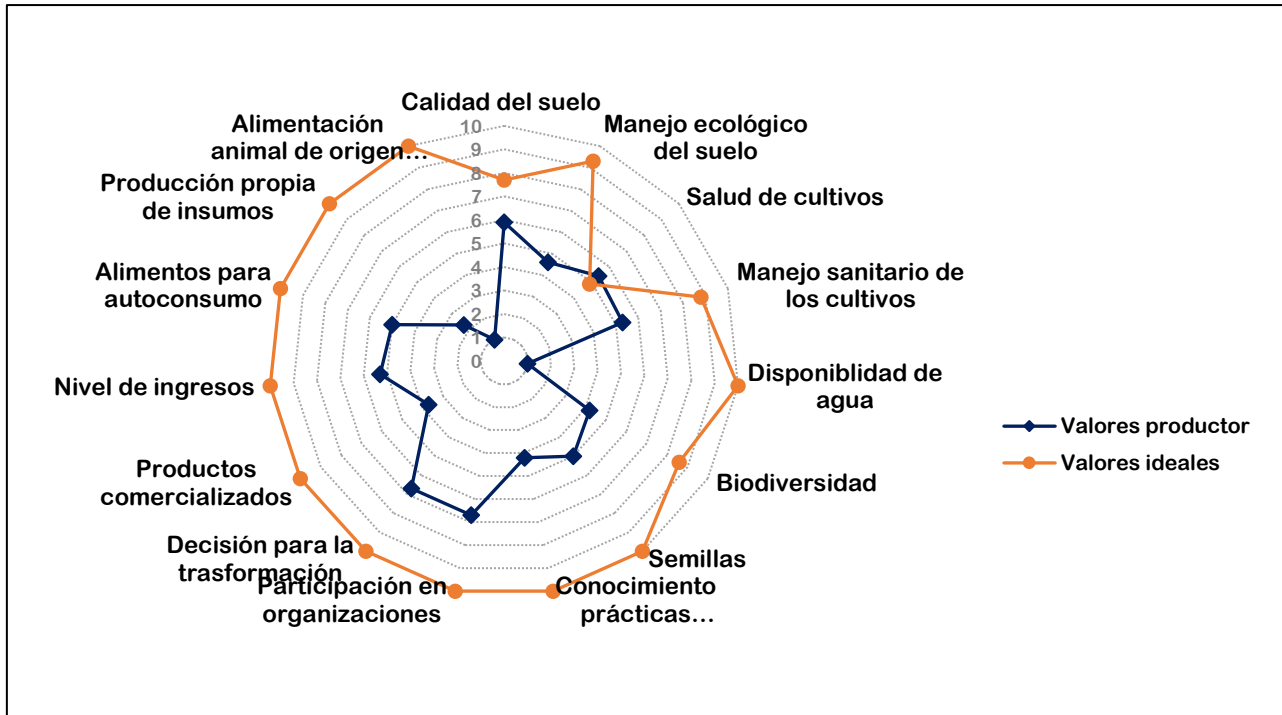 Calidad del suelo
Manejo ecológico
del suelo
Salud de cultivos
Manejo sanitario de
los cultivos
Disponiblidad de
agua
Biodiversidad
Semillas
Conocimiento
prácticas...
Participación en
organizaciones
Decisión para la
trasformación
Productos
comercializados
Nivel de ingresos
Alimentos para
autoconsumo
Producción propia
de insumos
Alimentación
animal de origen...
10
9
8
7
6
5
4
3
2
1
0
Valores productor
Valores ideales